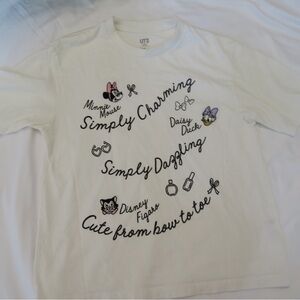 UT
Minnie
Mouse
Simply Charming
Daisy
Duck
Simply Dazzling
Disney
Figaro
Cute from bow to toe